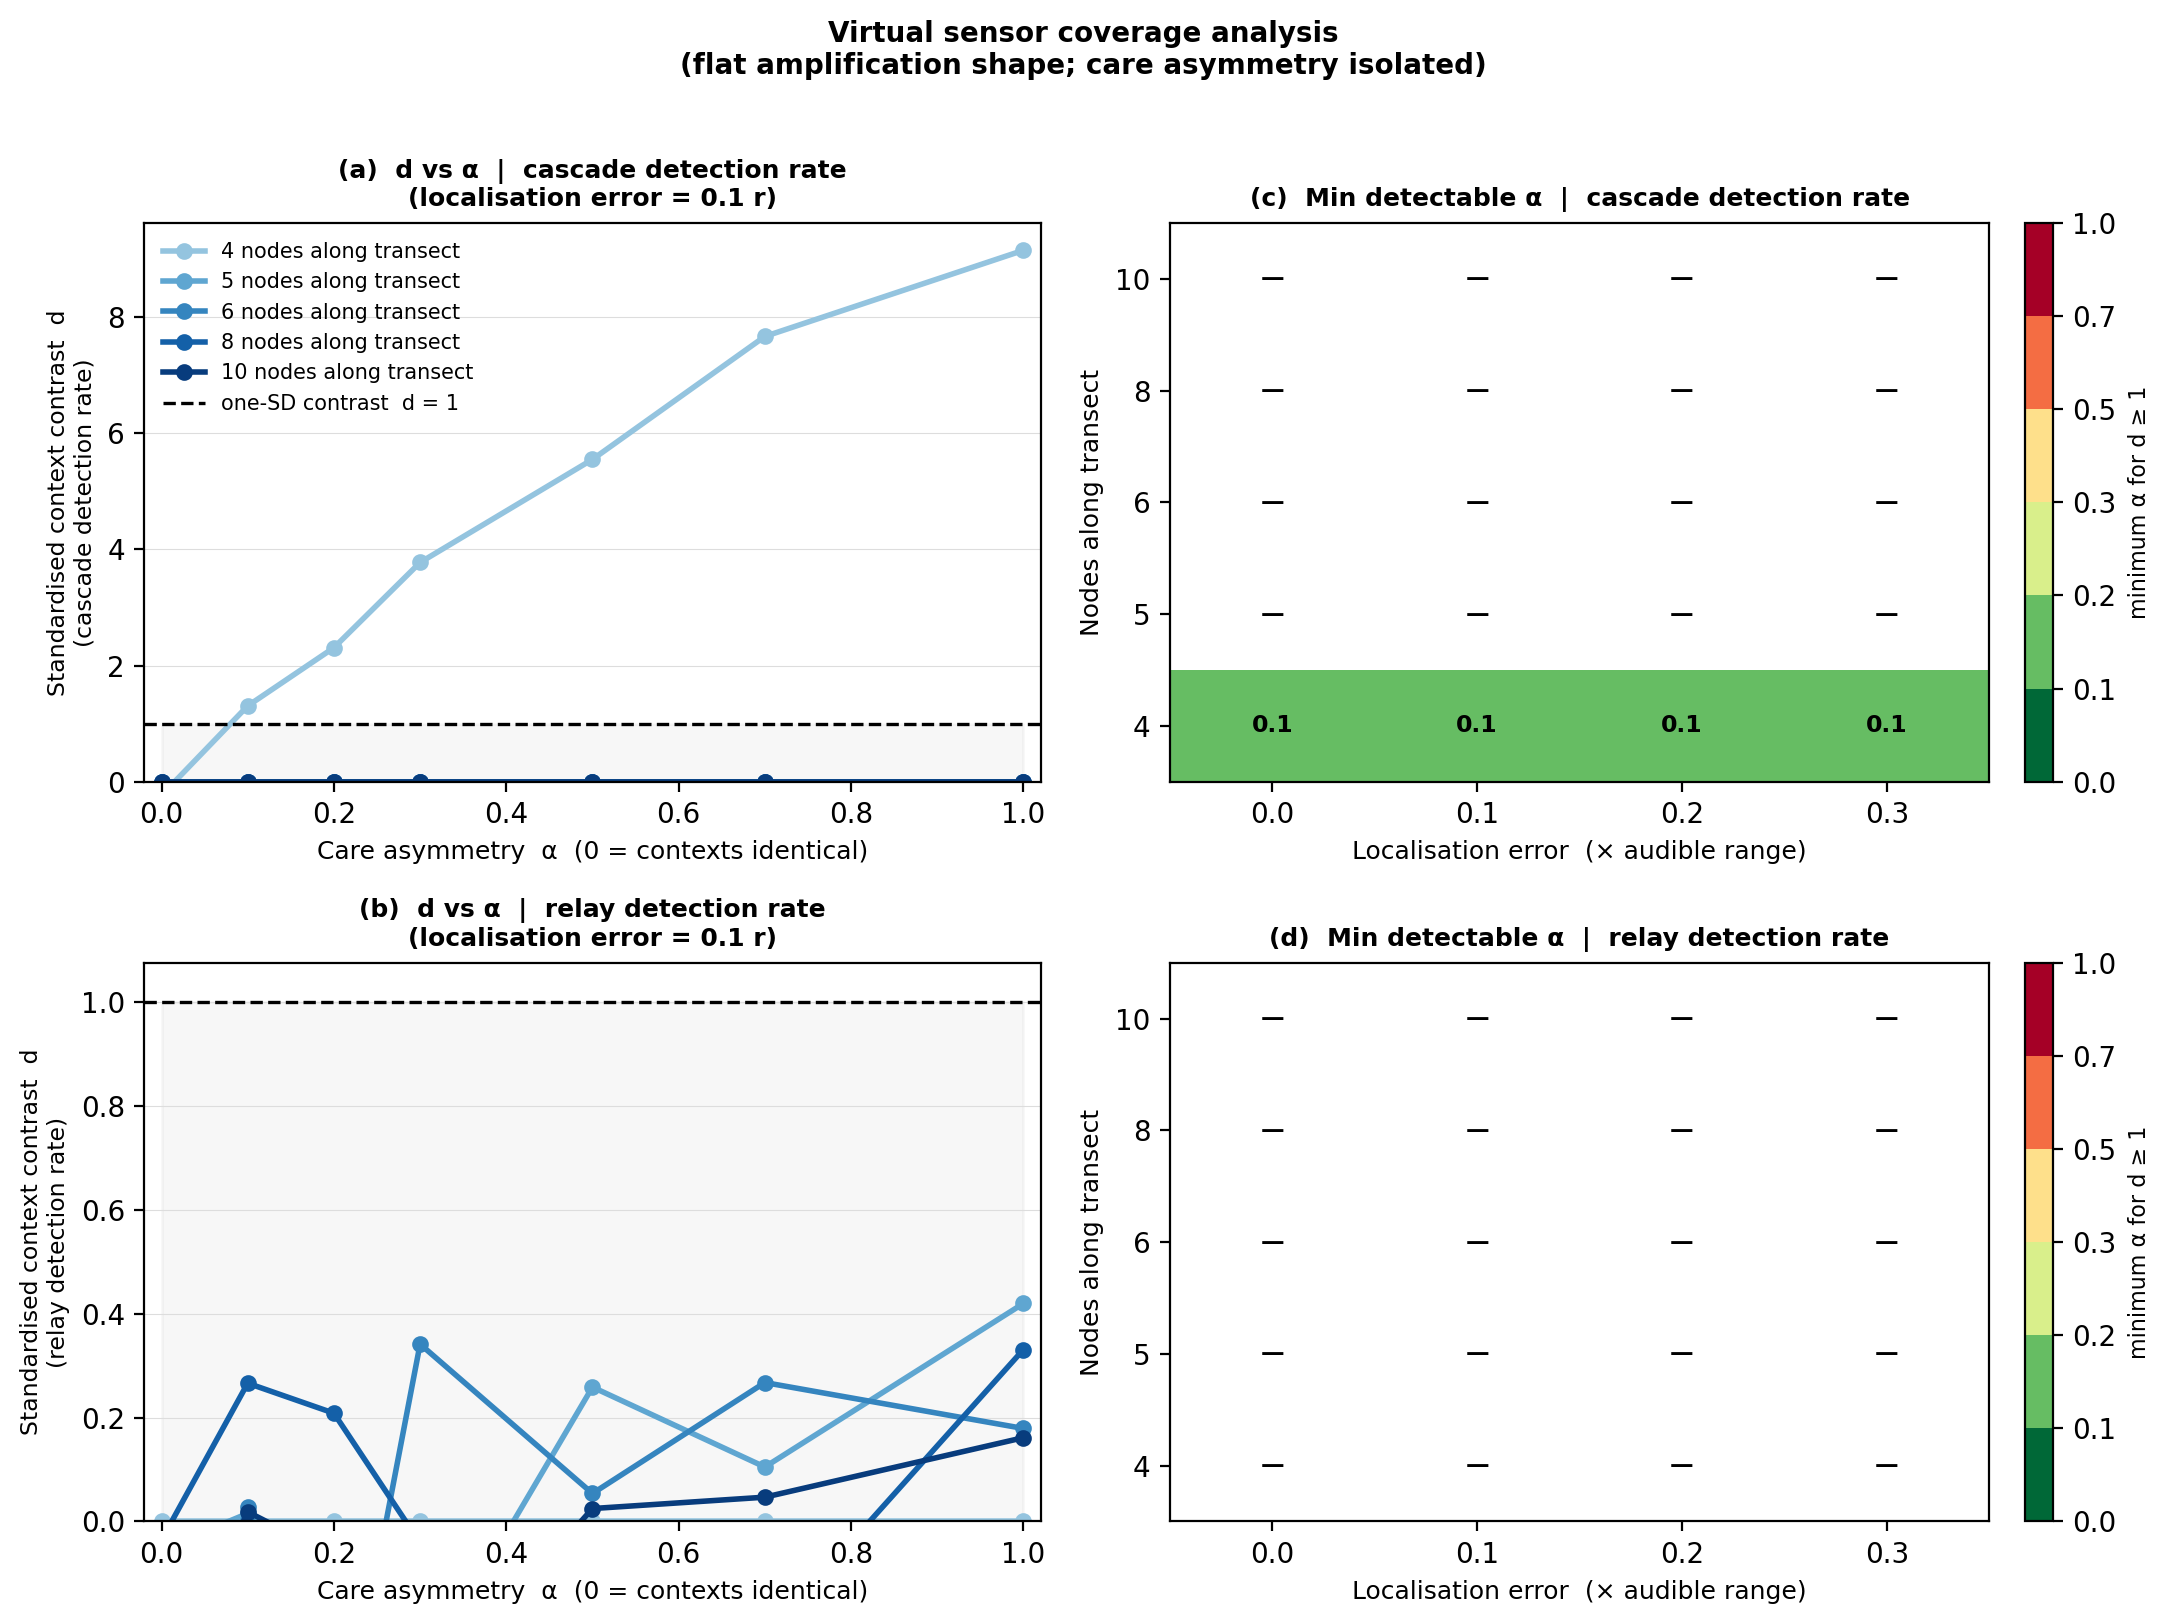 Virtual sensor coverage analysis
(flat amplification shape; care asymmetry isolated)
(a)  d vs α  |  cascade detection rate
(localisation error = 0.1 r)
Standardised context contrast  d
(cascade detection rate)
8
6
4
2
0
4 nodes along transect
5 nodes along transect
6 nodes along transect
8 nodes along transect
10 nodes along transect
one-SD contrast  d = 1
0.0 0.2 0.4 0.6 0.8 1.0
Care asymmetry  α  (0 = contexts identical)
(c)  Min detectable α  |  cascade detection rate
Nodes along transect
10 — — — —
8 — — — —
6 — — — —
5 — — — —
4 0.1 0.1 0.1 0.1
0.0 0.1 0.2 0.3
Localisation error  (× audible range)
1.0
0.7
0.5
0.3
0.2
0.1
0.0
minimum α for d ≥ 1
(b)  d vs α  |  relay detection rate
(localisation error = 0.1 r)
Standardised context contrast  d
(relay detection rate)
1.0
0.8
0.6
0.4
0.2
0.0
0.0 0.2 0.4 0.6 0.8 1.0
Care asymmetry  α  (0 = contexts identical)
(d)  Min detectable α  |  relay detection rate
Nodes along transect
10 — — — —
8 — — — —
6 — — — —
5 — — — —
4 — — — —
0.0 0.1 0.2 0.3
Localisation error  (× audible range)
1.0
0.7
0.5
0.3
0.2
0.1
0.0
minimum α for d ≥ 1